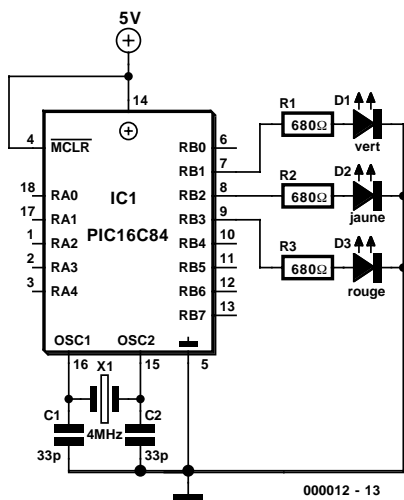 5V
14
4
MCLR
RB0
6
RB1
7
18
RA0
RB2
8
17
RA1
IC1
RB3
9
1
RA2
PIC16C84
RB4
10
2
RA3
RB5
11
3
RA4
RB6
12
RB7
13
OSC1
OSC2
16
15
5
X1
C1
C2
4MHz
33p
33p
R1
680Ω
D1
vert
R2
680Ω
D2
jaune
R3
680Ω
D3
rouge
000012 - 13